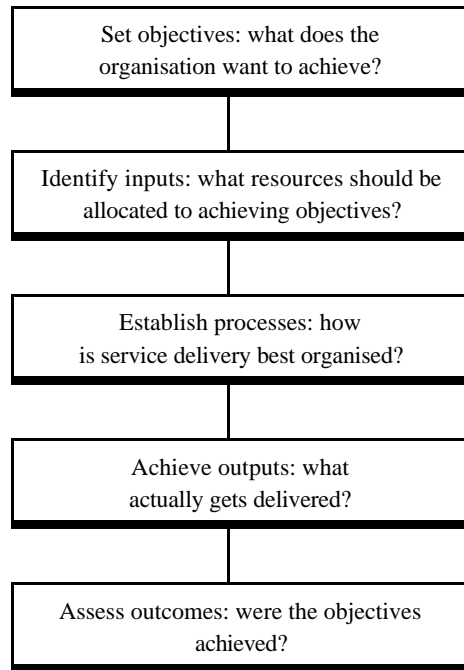 Set objectives: what does the
organisation want to achieve?
Identify inputs: what resources should be
allocated to achieving objectives?
Establish processes: how
is service delivery best organised?
Achieve outputs: what
actually gets delivered?
Assess outcomes: were the objectives
achieved?